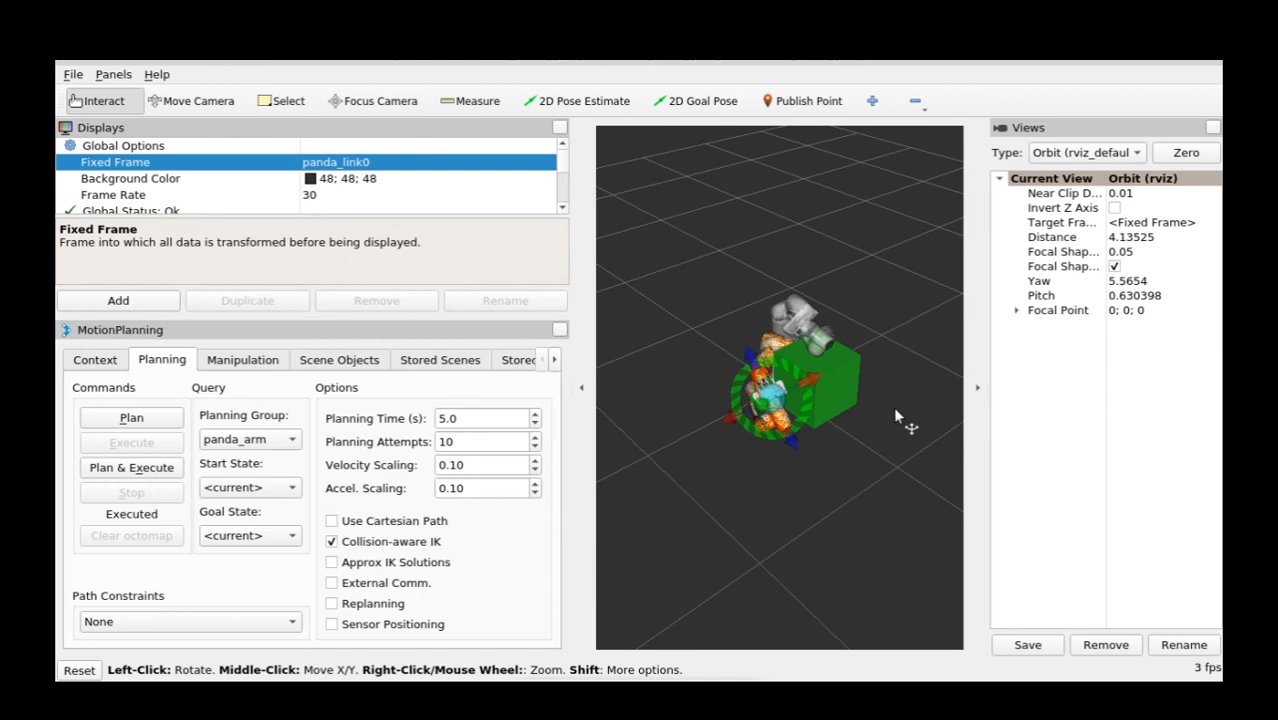 File Panels Help
Interact Move Camera Select Focus Camera Measure 2D Pose Estimate 2D Goal Pose Publish Point
Displays
Global Options
Fixed Frame panda_link0
Background Color 48; 48; 48
Frame Rate 30
Global Status: Ok
Fixed Frame
Frame into which all data is transformed before being displayed.
Add Duplicate Remove Rename
MotionPlanning
Context Planning Manipulation Scene Objects Stored Scenes Stored
Commands Query Options
Plan
Execute
Plan & Execute
Stop
Executed
Clear octomap
Planning Group:
panda_arm
Start State:
<current>
Goal State:
<current>
Planning Time (s): 5.0
Planning Attempts: 10
Velocity Scaling: 0.10
Accel. Scaling: 0.10
Use Cartesian Path
Collision-aware IK
Approx IK Solutions
External Comm.
Replanning
Sensor Positioning
Path Constraints
None
Views
Type: Orbit (rviz_defaul Zero
Current View Orbit (rviz)
Near Clip D... 0.01
Invert Z Axis
Target Fra... <Fixed Frame>
Distance 4.13525
Focal Shap... 0.05
Focal Shap...
Yaw 5.5654
Pitch 0.630398
Focal Point 0; 0; 0
Save Remove Rename
Reset Left-Click: Rotate. Middle-Click: Move X/Y. Right-Click/Mouse Wheel:: Zoom. Shift: More options.
3 fps